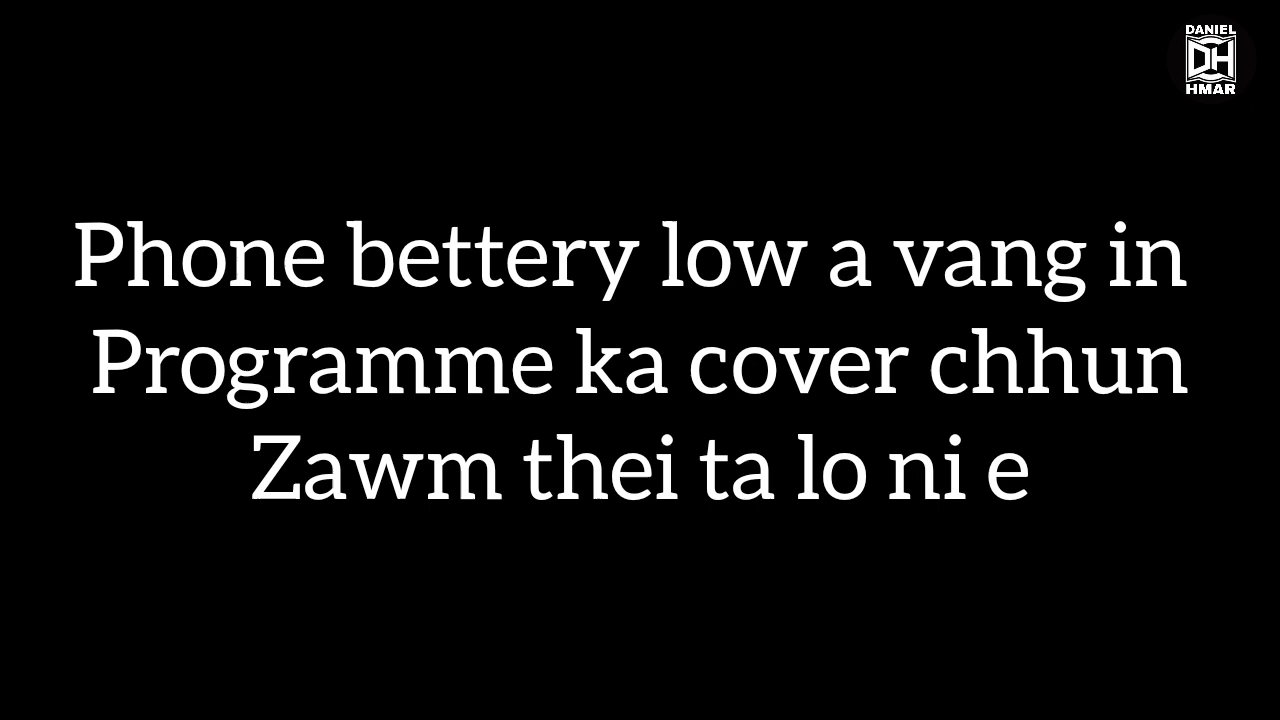 DANIEL
DH
HMAR
Phone bettery low a vang in
Programme ka cover chhun
Zawm thei ta lo ni e